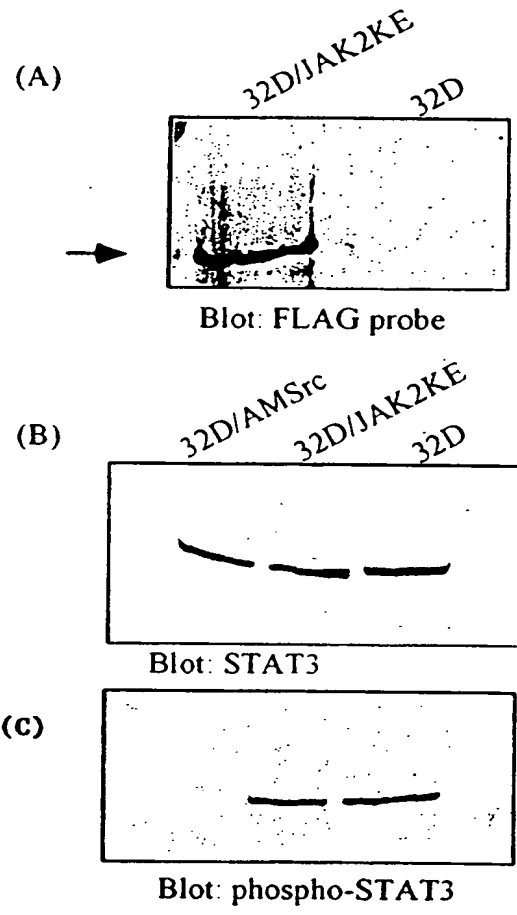 (A)
32D/JAK2KE
32D
Blot: FLAG probe
(B)
32D/AMSrc
32D/JAK2KE
32D
Blot: STAT3
(C)
Blot: phospho-STAT3